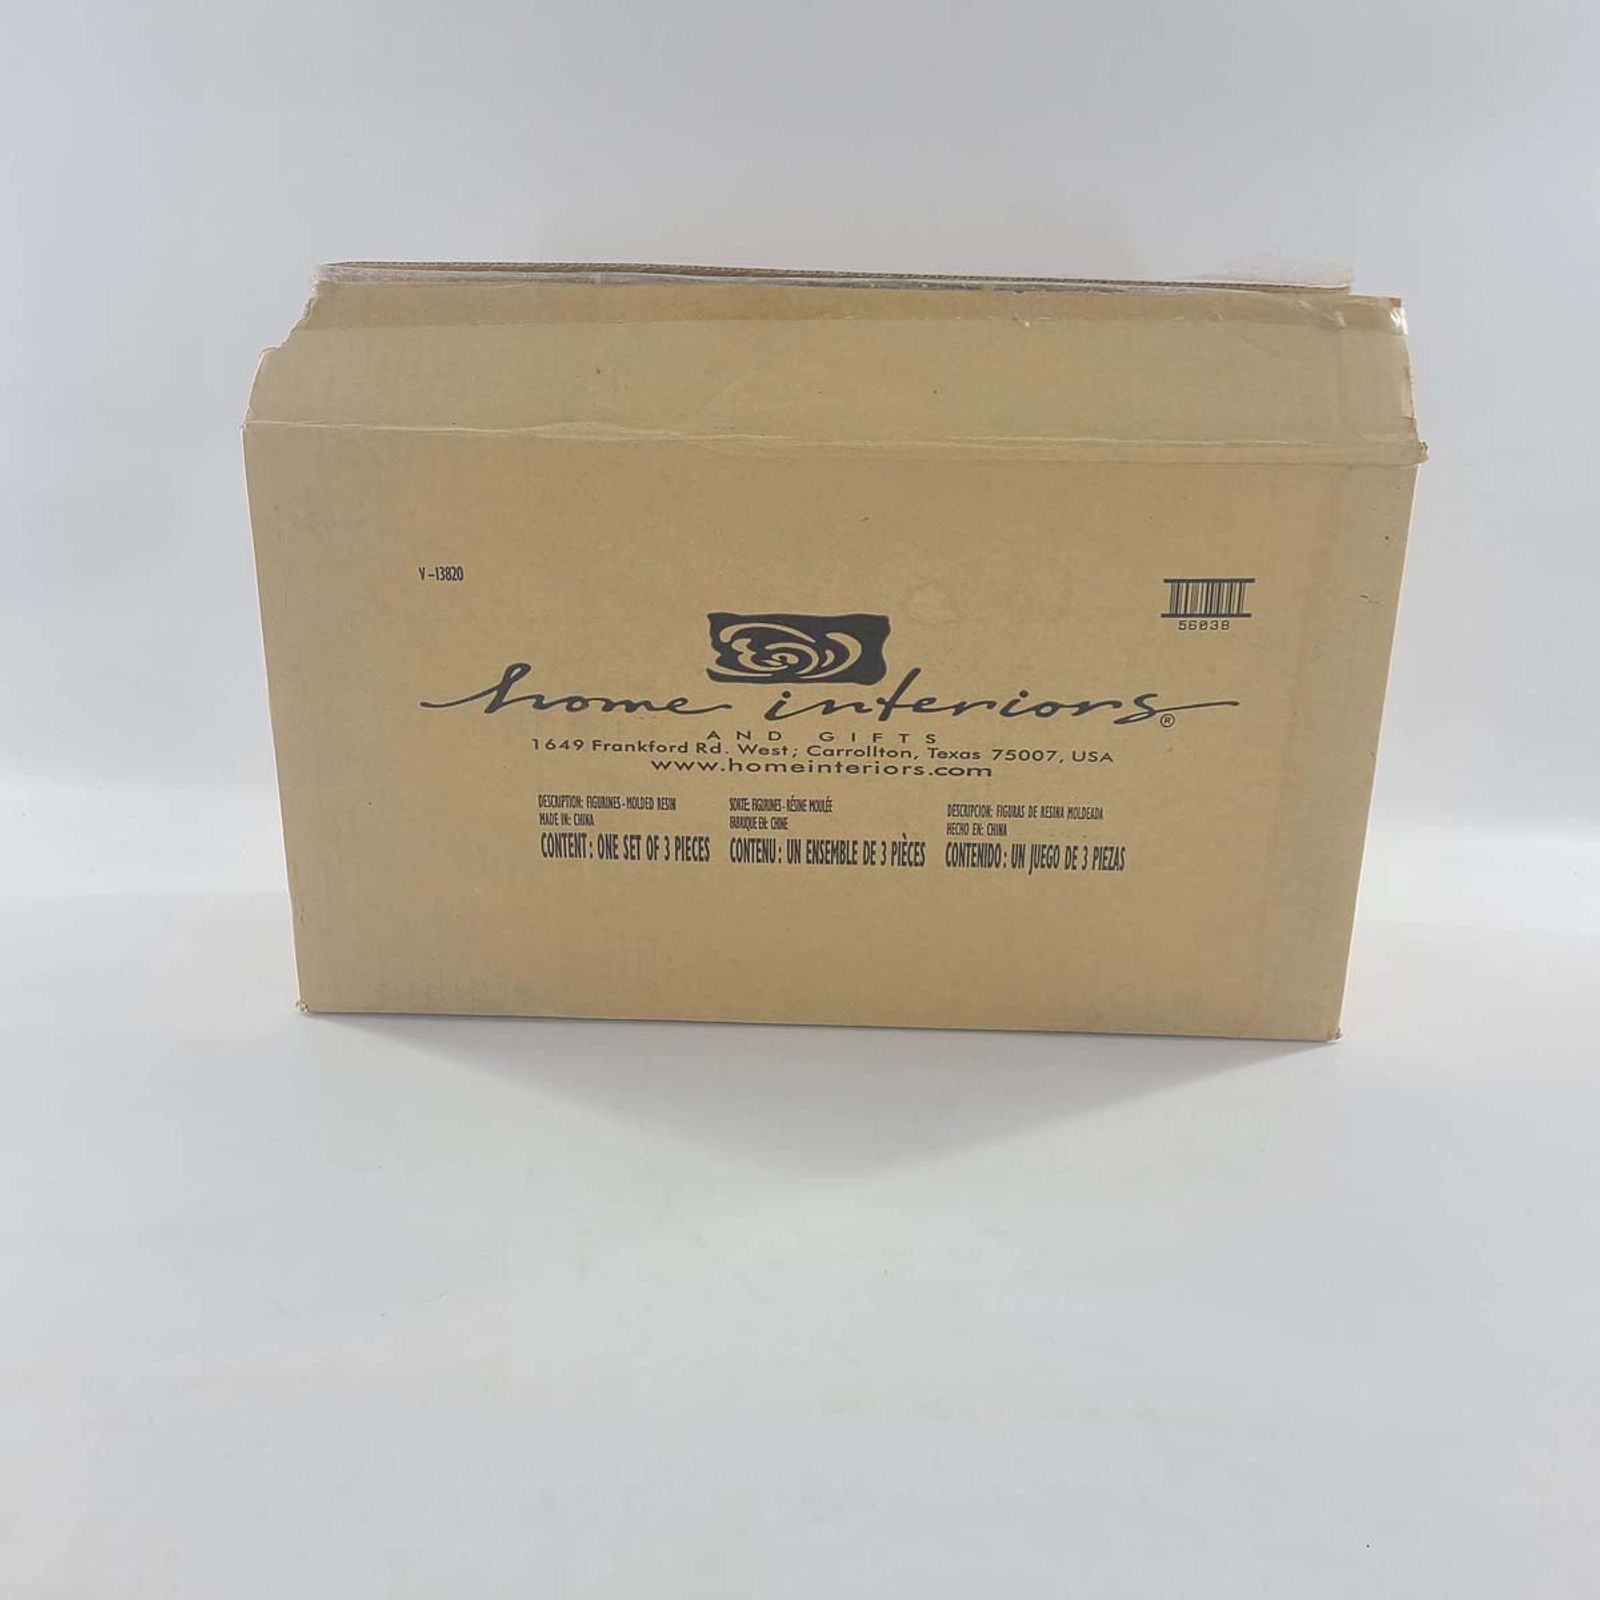 V-13820
56038
home interiors®
AND GIFTS
1649 Frankford Rd. West; Carrollton, Texas 75007, USA
www.homeinteriors.com
DESCRIPTION: FIGURINES-MOLDED RESIN
MADE IN: CHINA
CONTENT: ONE SET OF 3 PIECES
SORTE: FIGURINES-RÉSINE MOULÉE
FABRIQUE EN: CHINE
CONTENU: UN ENSEMBLE DE 3 PIÈCES
DESCRIPCION: FIGURAS DE RESINA MOLDEADA
HECHO EN: CHINA
CONTENIDO: UN JUEGO DE 3 PIEZAS